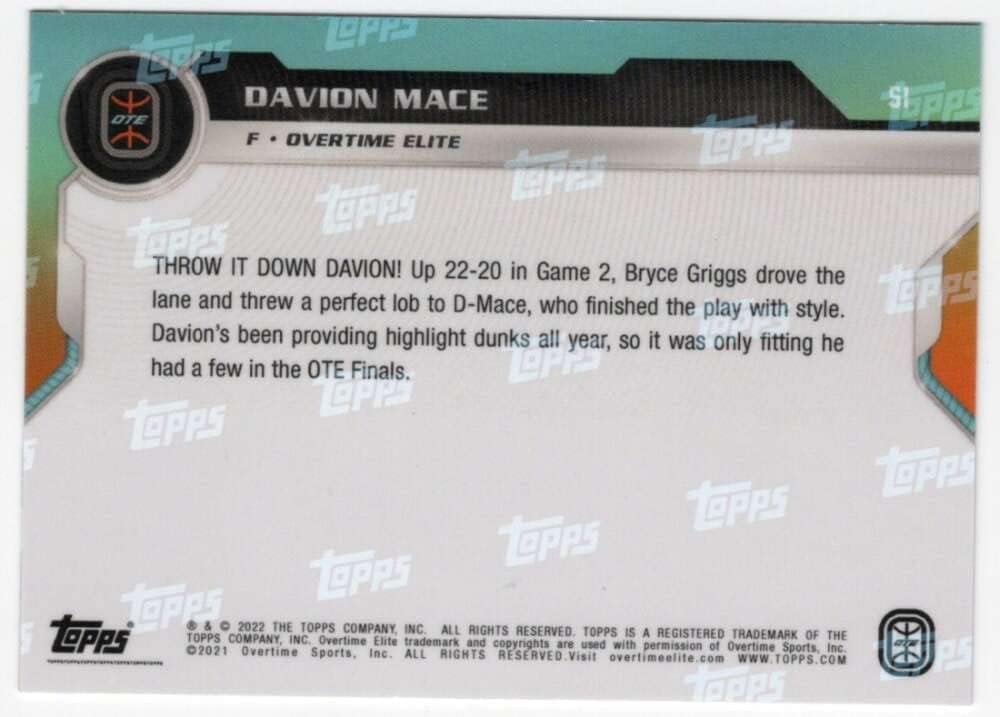 DAVION MACE
F • OVERTIME ELITE
OTE
THROW IT DOWN DAVION! Up 22-20 in Game 2, Bryce Griggs drove the
lane and threw a perfect lob to D-Mace, who finished the play with style.
Davion's been providing highlight dunks all year, so it was only fitting he
had a few in the OTE Finals.
TOPPS®
® & © 2022 THE TOPPS COMPANY, INC. ALL RIGHTS RESERVED. TOPPS IS A REGISTERED TRADEMARK OF THE
TOPPS COMPANY, INC. Overtime Elite trademark and copyrights are used with permission of Overtime Sports, Inc.
©2021 Overtime Sports, Inc. ALL RIGHTS RESERVED.Visit overtimeelite.com WWW.TOPPS.COM
OTE